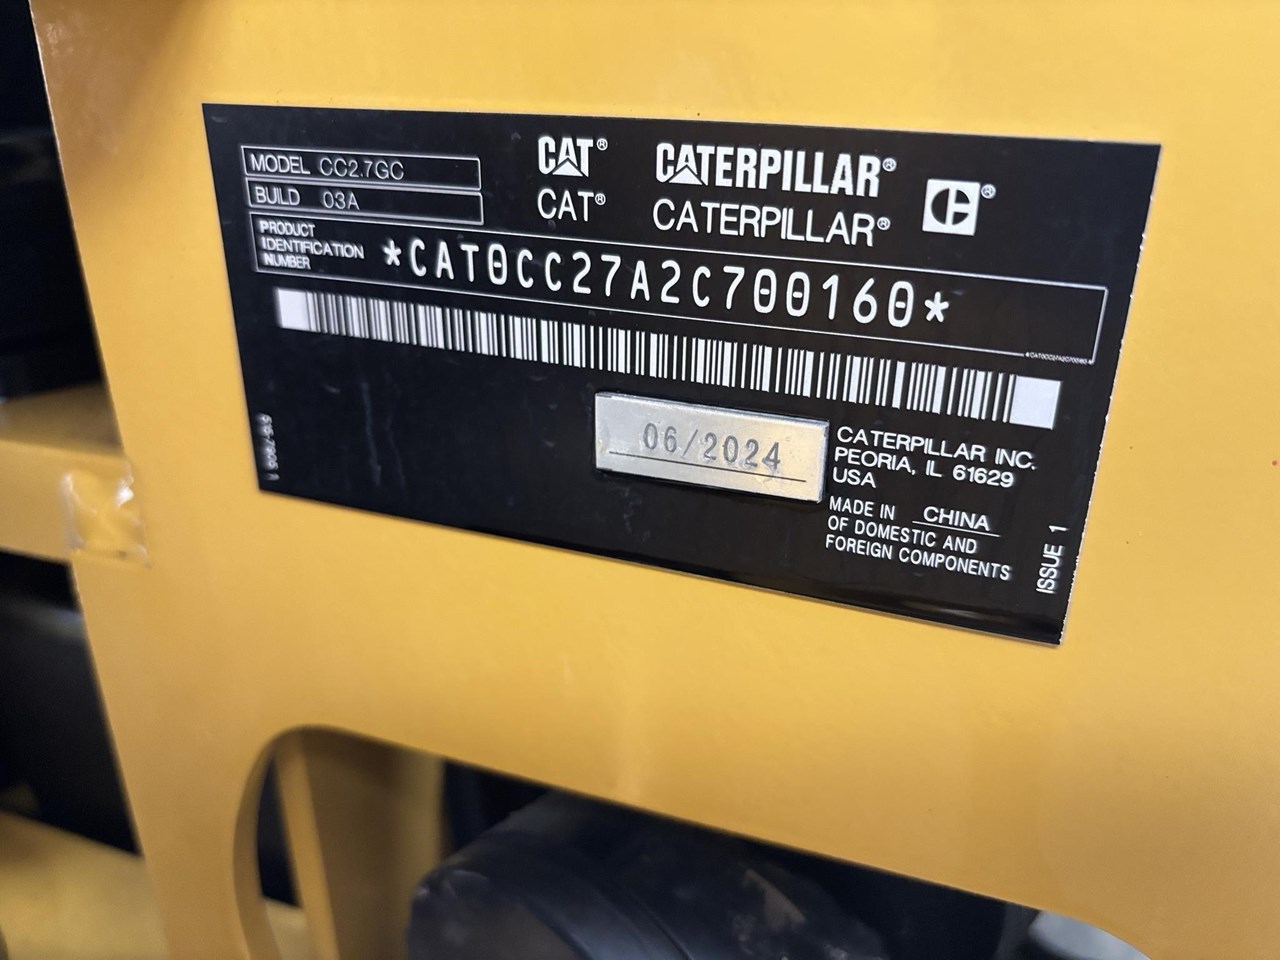 MODEL CC2.7GC
BUILD 03A
CAT® CATERPILLAR® C®
CAT® CATERPILLAR®
PRODUCT
IDENTIFICATION
NUMBER
*CAT0CC27A2C700160*
*CAT0CC27A2C700160*
06/2024
CATERPILLAR INC.
PEORIA, IL 61629
USA
MADE IN CHINA
OF DOMESTIC AND
FOREIGN COMPONENTS
ISSUE 1